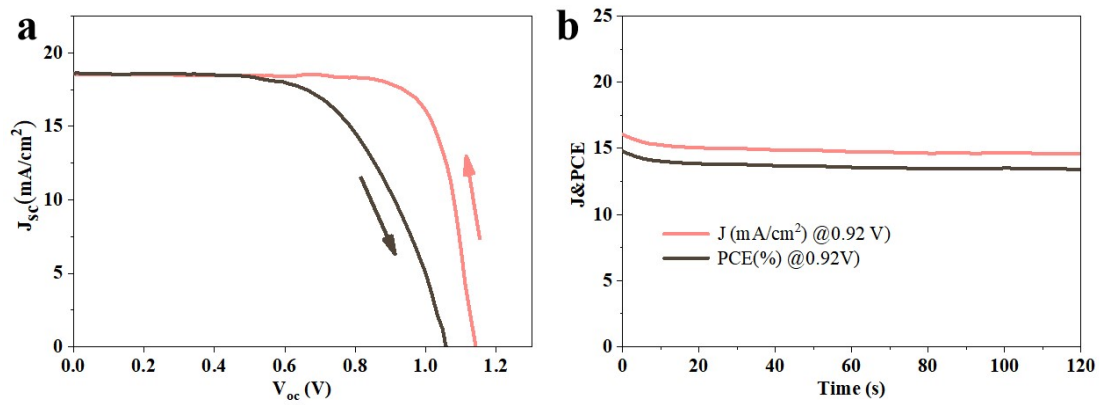 a
J_SC(mA/cm²)
20
15
10
5
0
0.0 0.2 0.4 0.6 0.8 1.0 1.2
V_oc (V)
b
J&PCE
25
20
15
10
5
0
J (mA/cm²) @0.92 V)
PCE(%) @0.92V)
0 20 40 60 80 100 120
Time (s)